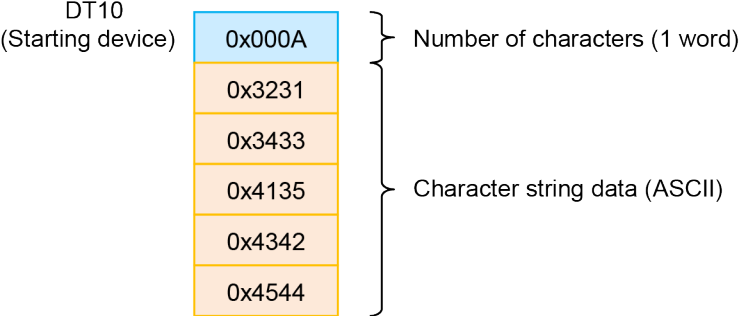 DT10
(Starting device)
0x000A
Number of characters (1 word)
0x3231
0x3433
0x4135
Character string data (ASCII)
0x4342
0x4544